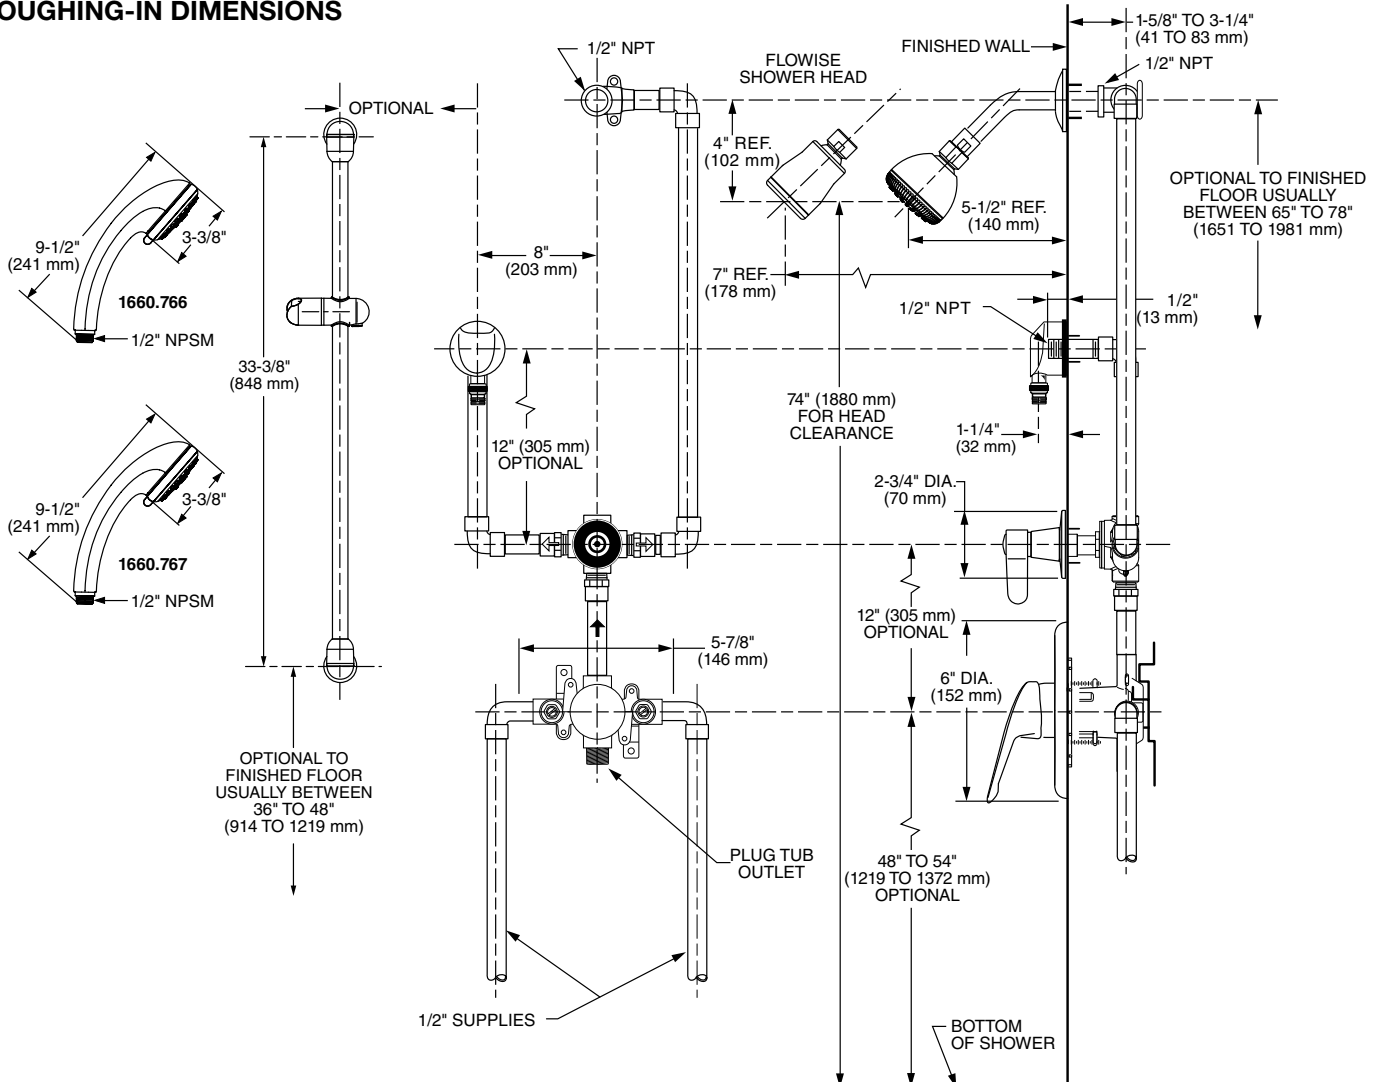 OUGHING-IN DIMENSIONS
1/2" NPT
FLOWISE
SHOWER HEAD
FINISHED WALL
1-5/8" TO 3-1/4"
(41 TO 83 mm)
1/2" NPT
OPTIONAL
4" REF.
(102 mm)
OPTIONAL TO FINISHED
FLOOR USUALLY
BETWEEN 65" TO 78"
(1651 TO 1981 mm)
5-1/2" REF.
(140 mm)
9-1/2"
(241 mm)
3-3/8"
1660.766
1/2" NPSM
8"
(203 mm)
7" REF.
(178 mm)
1/2" NPT
1/2"
(13 mm)
33-3/8"
(848 mm)
74" (1880 mm)
FOR HEAD
CLEARANCE
12" (305 mm)
OPTIONAL
1-1/4"
(32 mm)
2-3/4" DIA.
(70 mm)
9-1/2"
(241 mm)
3-3/8"
1660.767
1/2" NPSM
12" (305 mm)
OPTIONAL
5-7/8"
(146 mm)
6" DIA.
(152 mm)
OPTIONAL TO
FINISHED FLOOR
USUALLY BETWEEN
36" TO 48"
(914 TO 1219 mm)
PLUG TUB
OUTLET
48" TO 54"
(1219 TO 1372 mm)
OPTIONAL
1/2" SUPPLIES
BOTTOM
OF SHOWER